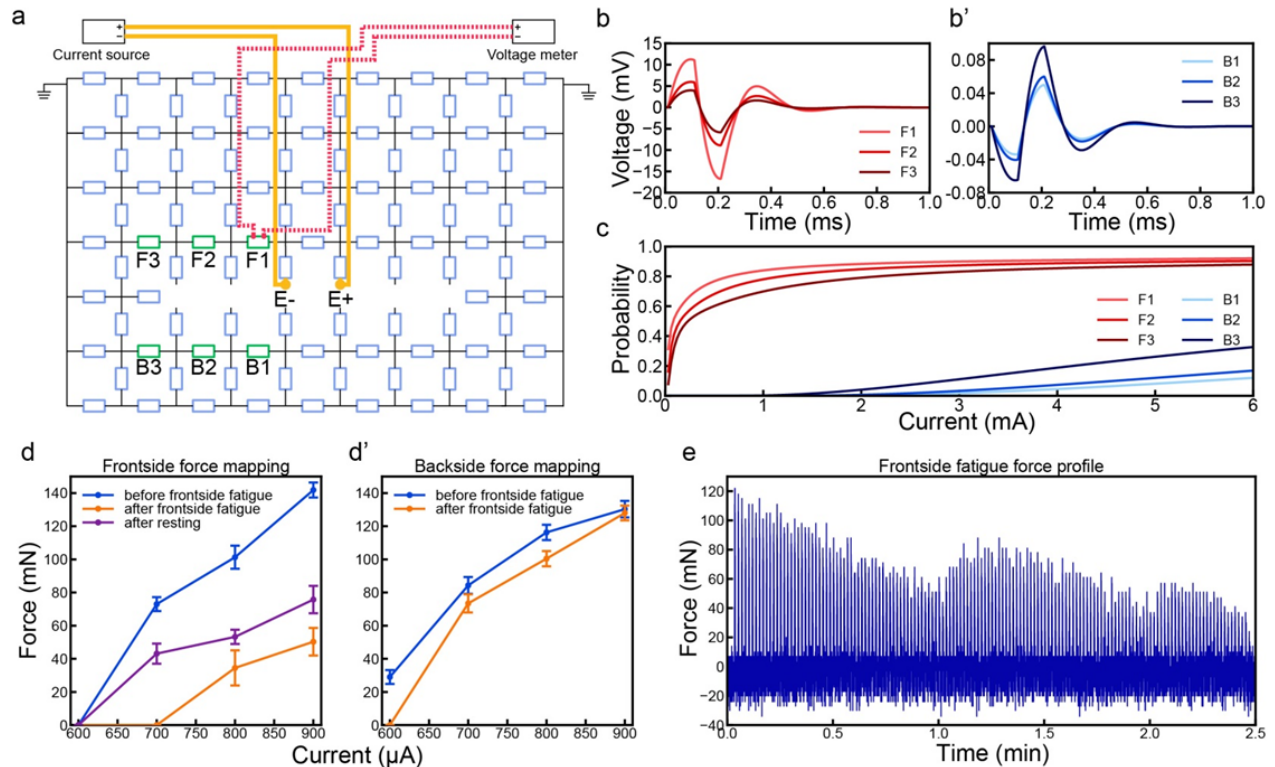 a
+
−
Current source
+
−
Voltage meter
F3
F2
F1
E-
E+
B3
B2
B1
b
15
10
5
0
−5
−10
−15
−20
Voltage (mV)
0.0
0.2
0.4
0.6
0.8
1.0
Time (ms)
F1
F2
F3
b'
0.08
0.04
0.00
-0.04
-0.08
0.0
0.2
0.4
0.6
0.8
1.0
Time (ms)
B1
B2
B3
c
1.0
0.8
0.6
0.4
0.2
0.0
Probability
0
1
2
3
4
5
6
Current (mA)
F1
F2
F3
B1
B2
B3
d
Frontside force mapping
before frontside fatigue
after frontside fatigue
after resting
140
120
100
80
60
40
20
0
Force (mN)
600
650
700
750
800
850
900
d'
Backside force mapping
before frontside fatigue
after frontside fatigue
140
120
100
80
60
40
20
0
600
650
700
750
800
850
900
Current (μA)
e
Frontside fatigue force profile
120
100
80
60
40
20
0
−20
−40
Force (mN)
0.0
0.5
1.0
1.5
2.0
2.5
Time (min)